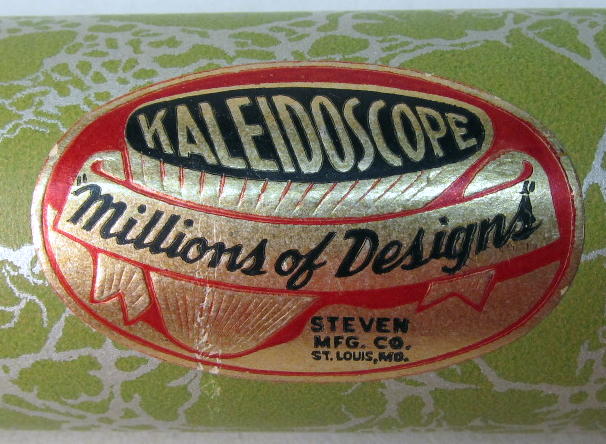 KALEIDOSCOPE
"Millions of Designs"
STEVEN
MFG. CO.
ST. LOUIS, MO.